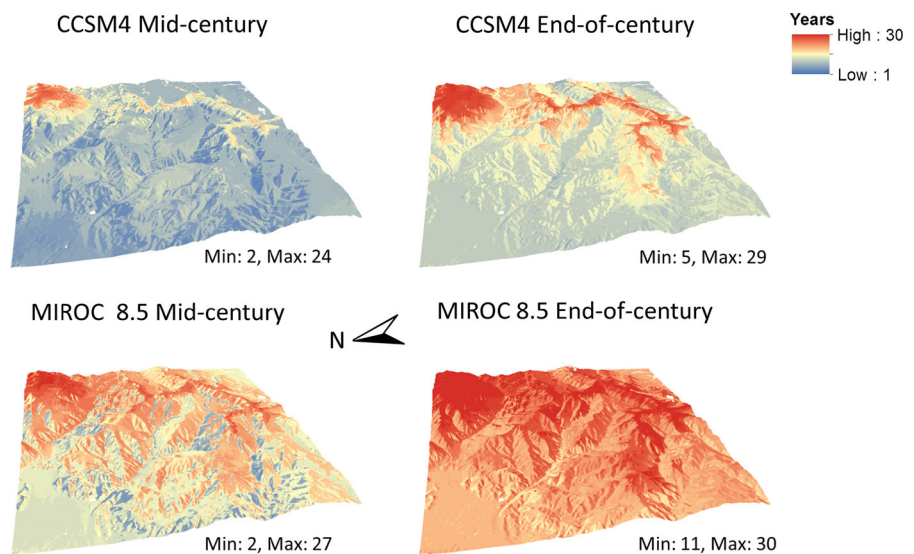 CCSM4 Mid-century
CCSM4 End-of-century
Years
High : 30
Low : 1
Min: 2, Max: 24
Min: 5, Max: 29
MIROC 8.5 Mid-century
N
MIROC 8.5 End-of-century
Min: 2, Max: 27
Min: 11, Max: 30